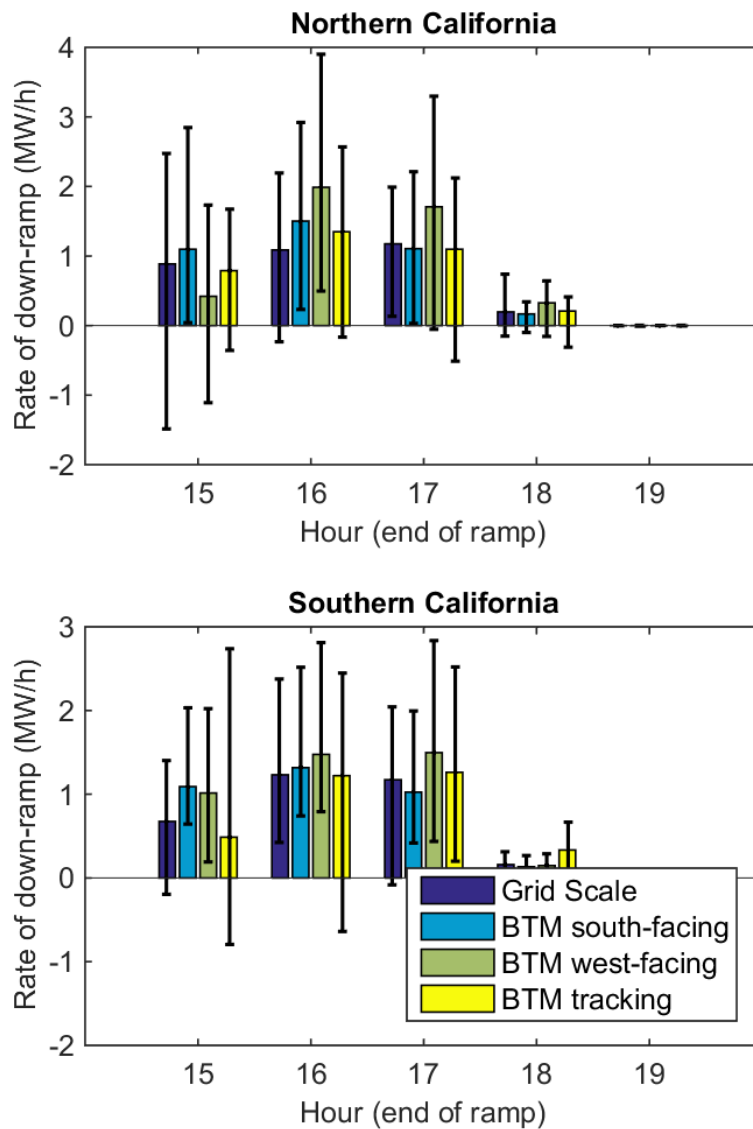 Northern California
4
3
2
1
0
-1
-2
Rate of down-ramp (MW/h)
15 16 17 18 19
Hour (end of ramp)
Southern California
3
2
1
0
-1
-2
Rate of down-ramp (MW/h)
Grid Scale
BTM south-facing
BTM west-facing
BTM tracking
15 16 17 18 19
Hour (end of ramp)